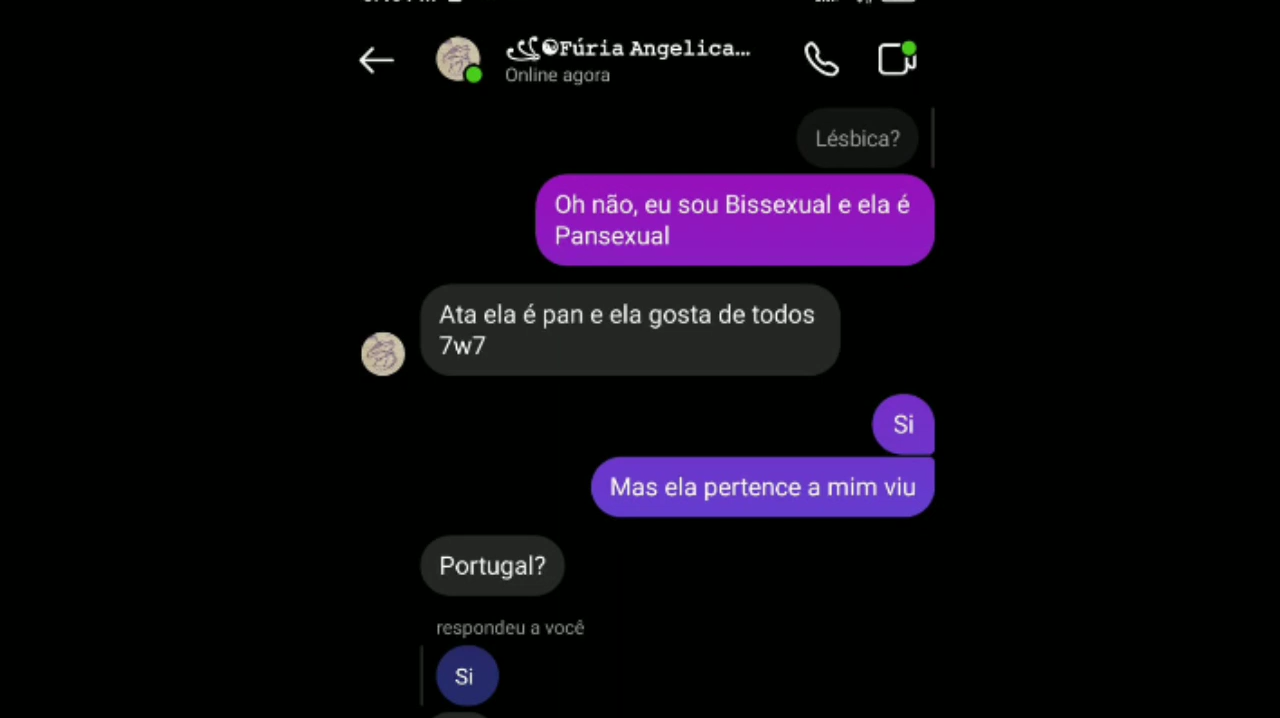 Fúria Angelica...
Online agora
Lésbica?
Oh não, eu sou Bissexual e ela é
Pansexual
Ata ela é pan e ela gosta de todos
7w7
Si
Mas ela pertence a mim viu
Portugal?
respondeu a você
Si